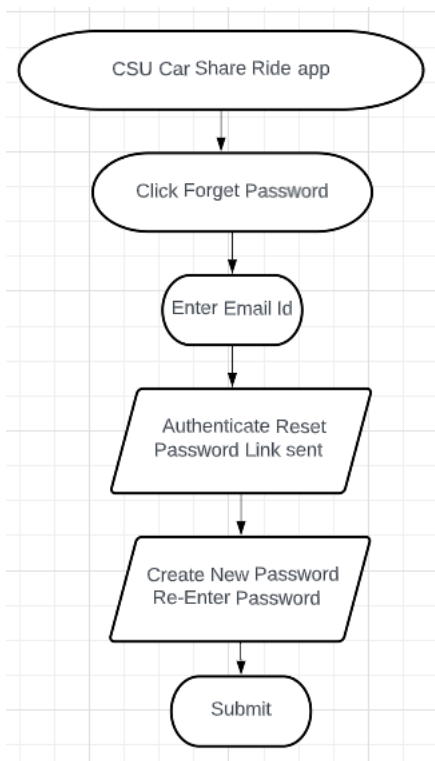 CSU Car Share Ride app
Click Forget Password
Enter Email Id
Authenticate Reset
Password Link sent
Create New Password
Re-Enter Password
Submit